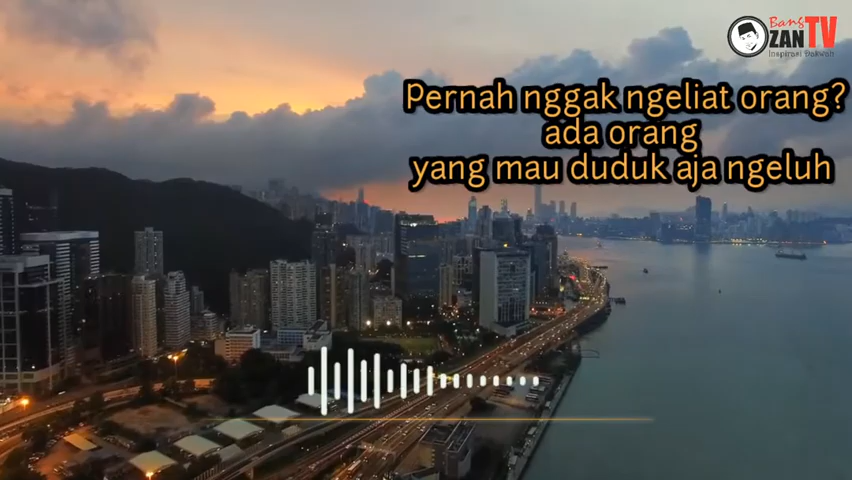 Bang
ZAN TV
Inspirasi Dakwah
Pernah nggak ngeliat orang?
ada orang
yang mau duduk aja ngeluh